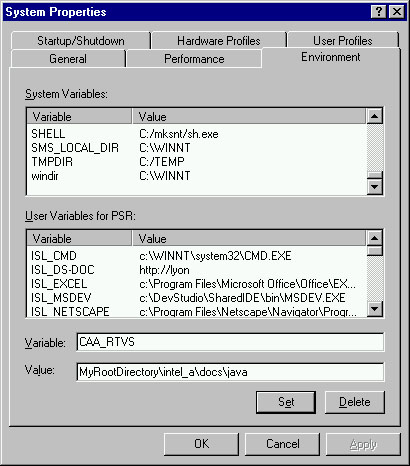 System Properties
Startup/Shutdown Hardware Profiles User Profiles
General Performance Environment
System Variables:
Variable Value
SHELL C:/mksnt/sh.exe
SMS_LOCAL_DIR C:\WINNT
TMPDIR C:/TEMP
windir C:\WINNT
User Variables for PSR:
Variable Value
ISL_CMD c:\WINNT\system32\CMD.EXE
ISL_DS-DOC http://lyon
ISL_EXCEL c:\Program Files\Microsoft Office\Office\EX...
ISL_MSDEV c:\DevStudio\SharedIDE\bin\MSDEV.EXE
ISL_NETSCAPE c:\Program Files\Netscape\Navigator\Progr...
Variable: CAA_RTVS
Value: MyRootDirectory\intel_a\docs\java
Set Delete
OK Cancel Apply